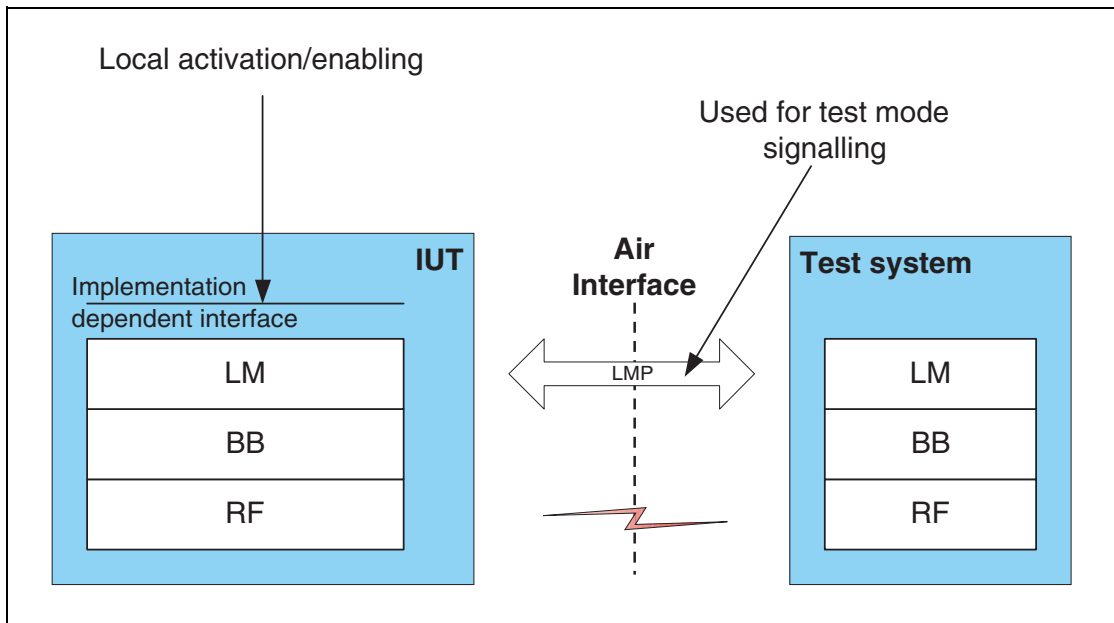 Local activation/enabling
Used for test mode
signalling
IUT
Implementation
dependent interface
LM
BB
RF
Air
Interface
LMP
Test system
LM
BB
RF